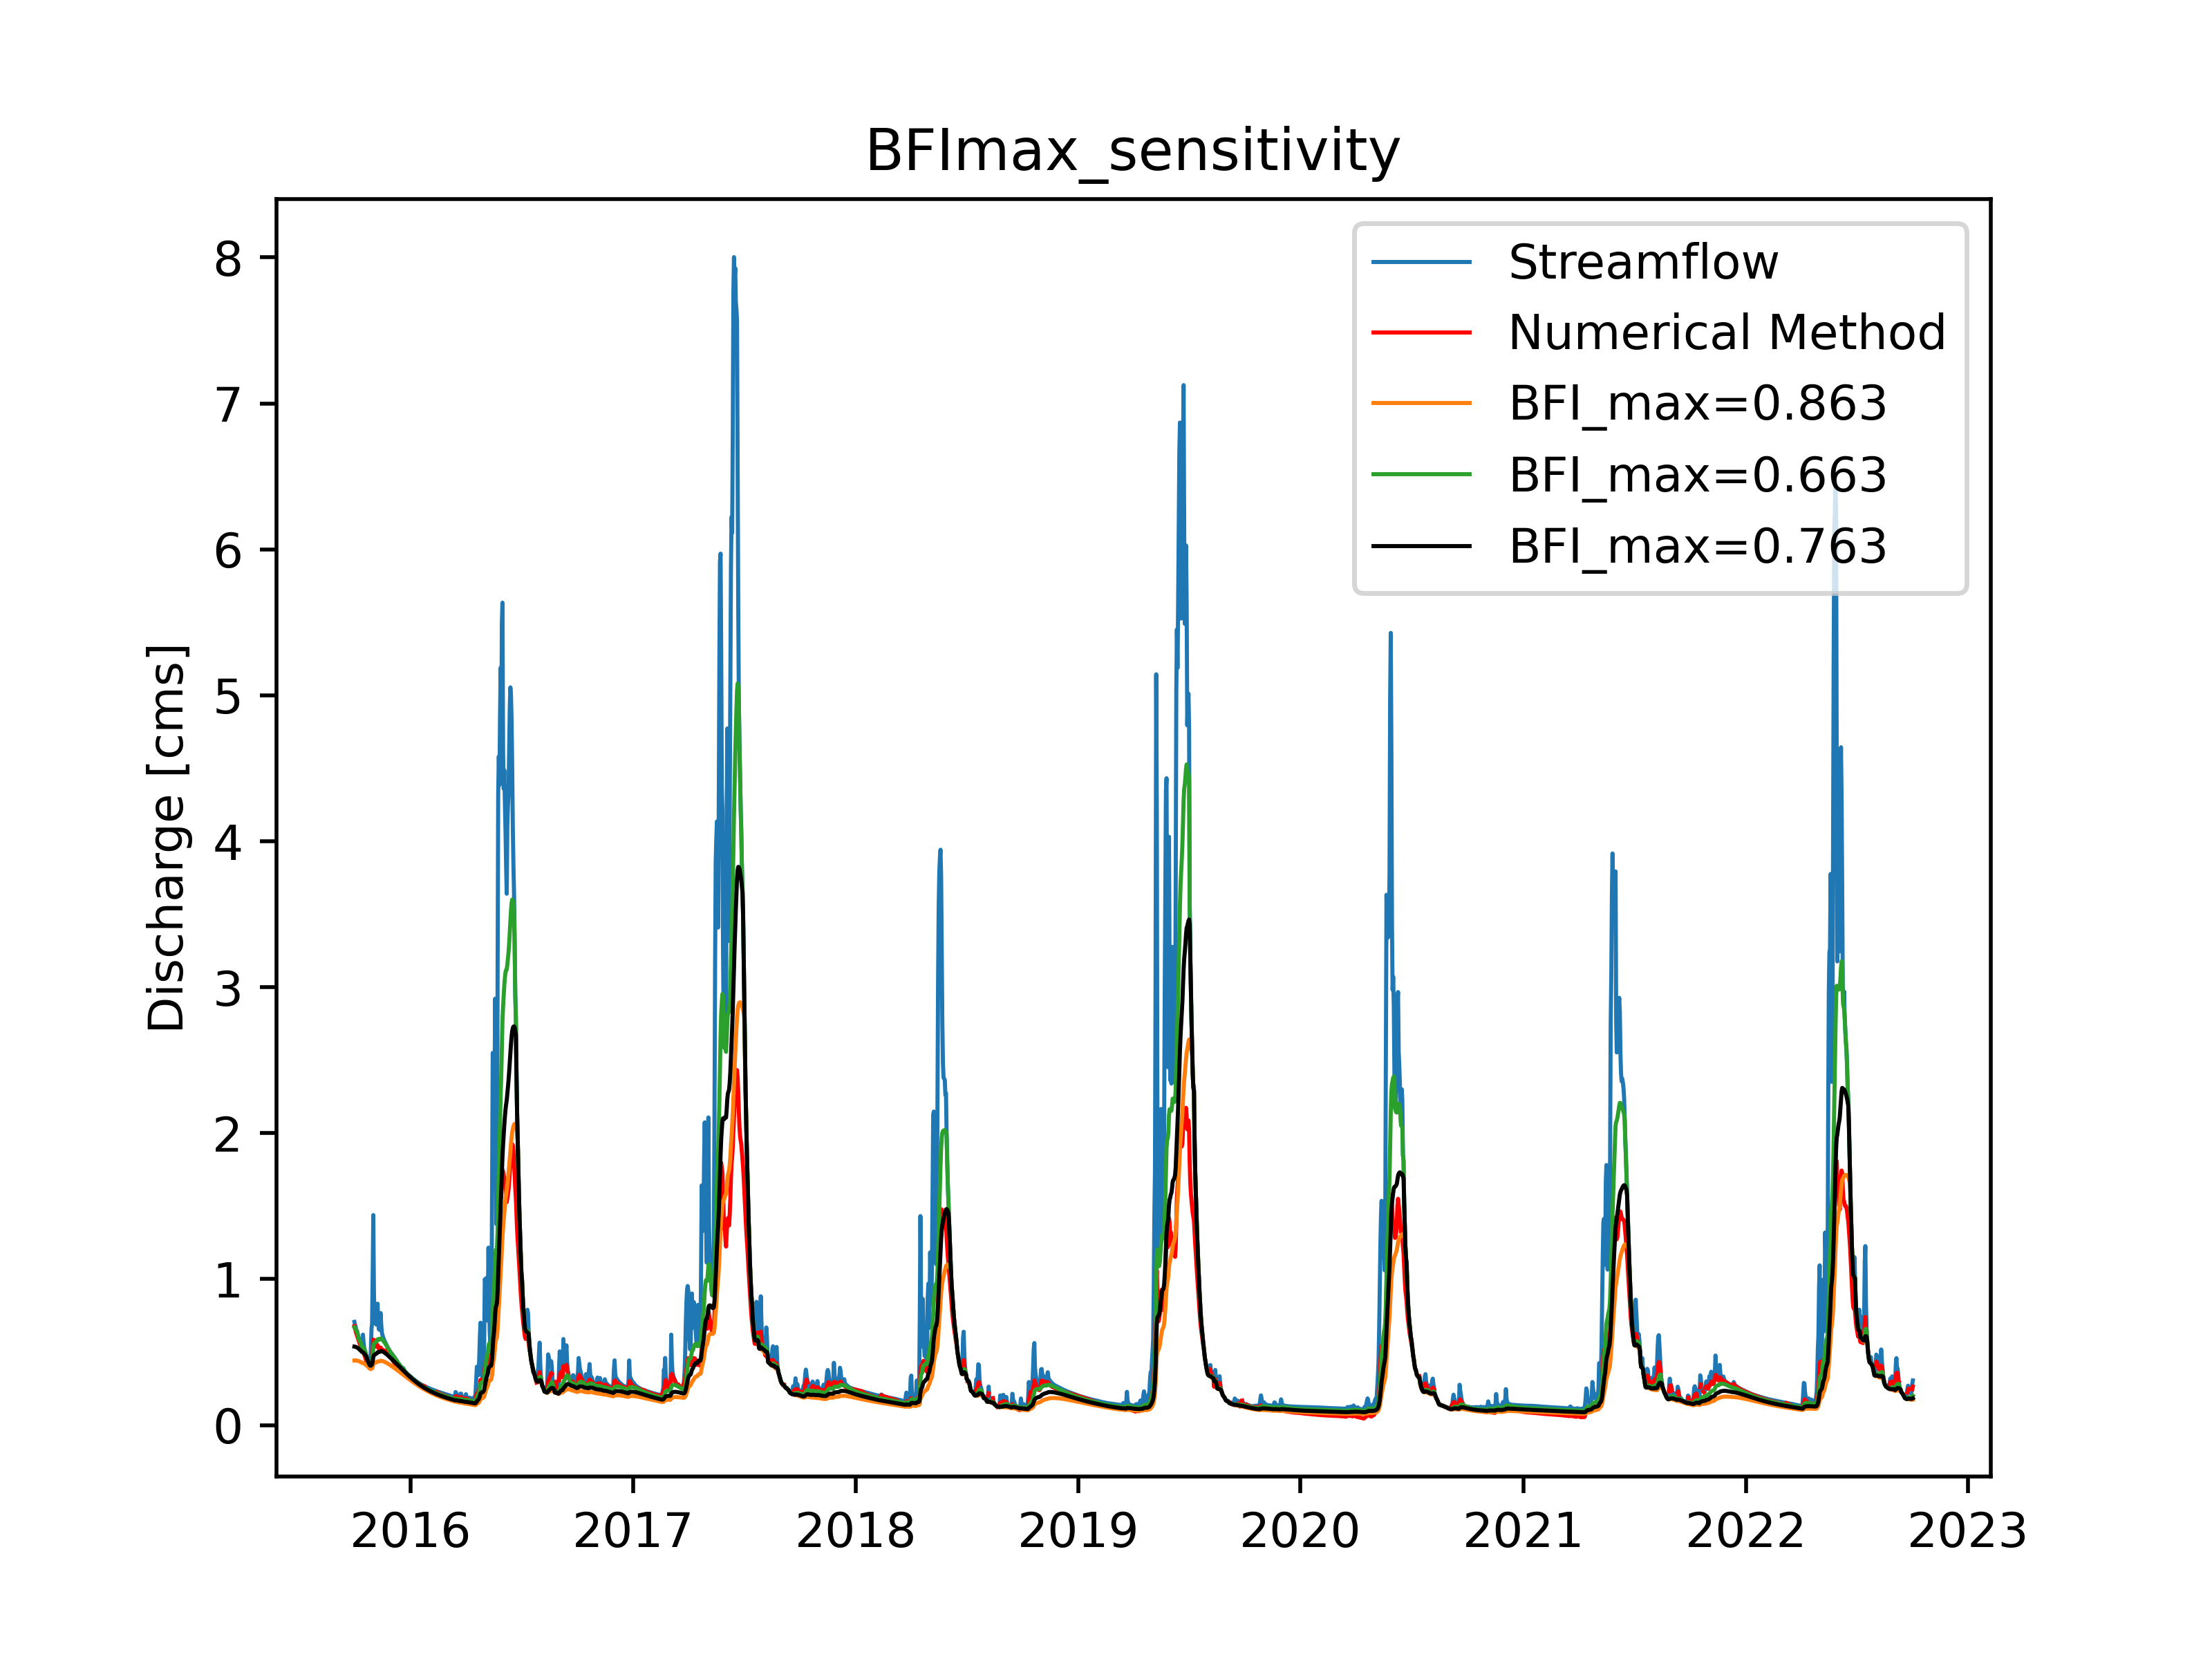 BFImax_sensitivity
8
7
6
5
4
3
2
1
0
Discharge [cms]
Streamflow
Numerical Method
BFI_max=0.863
BFI_max=0.663
BFI_max=0.763
2016 2017 2018 2019 2020 2021 2022 2023